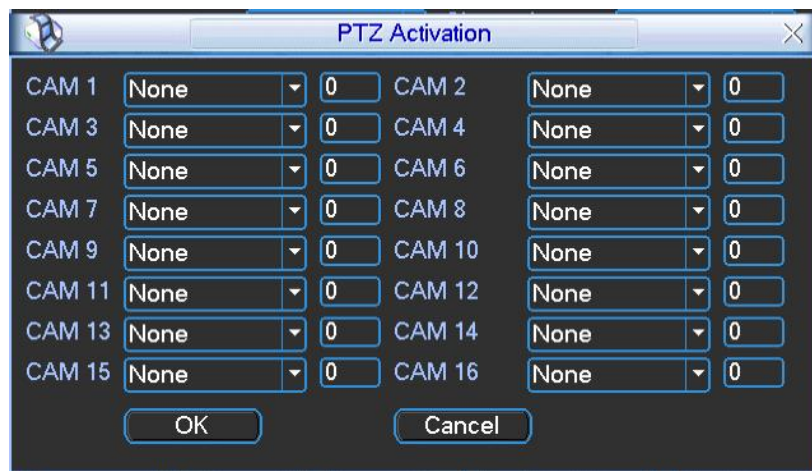 PTZ Activation
CAM 1 None 0 CAM 2 None 0
CAM 3 None 0 CAM 4 None 0
CAM 5 None 0 CAM 6 None 0
CAM 7 None 0 CAM 8 None 0
CAM 9 None 0 CAM 10 None 0
CAM 11 None 0 CAM 12 None 0
CAM 13 None 0 CAM 14 None 0
CAM 15 None 0 CAM 16 None 0
OK Cancel